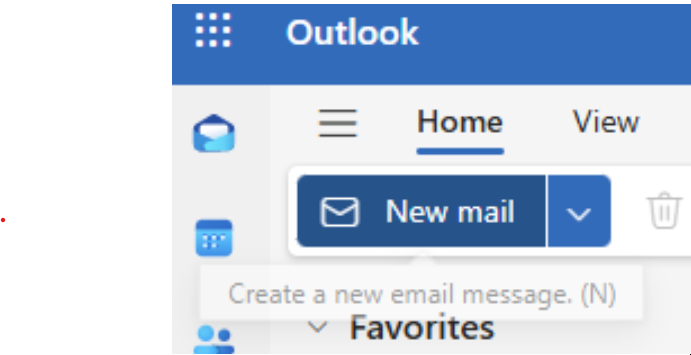 Outlook
Home View
New mail
Create a new email message. (N)
Favorites